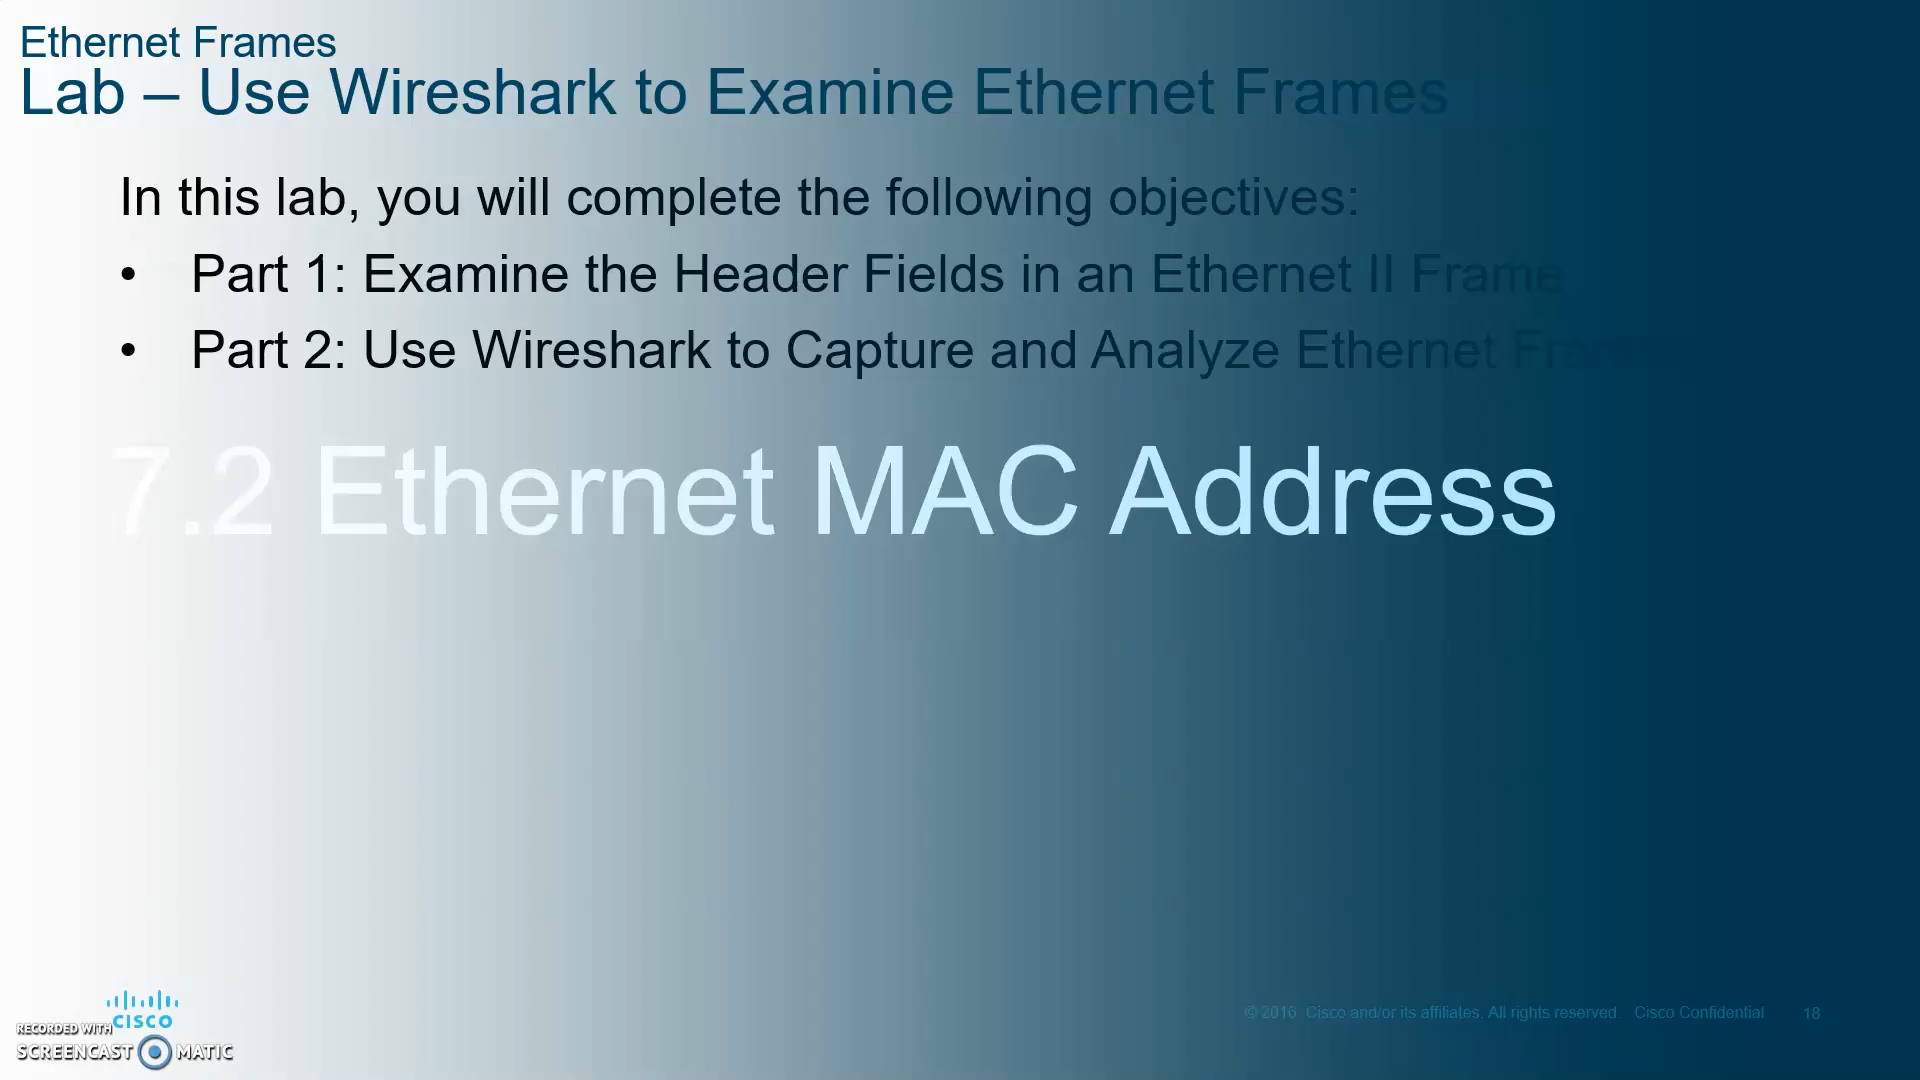 Ethernet Frames
Lab – Use Wireshark to Examine Ethernet Frames
In this lab, you will complete the following objectives:
• Part 1: Examine the Header Fields in an Ethernet II Frame
• Part 2: Use Wireshark to Capture and Analyze Ethernet
7.2 Ethernet MAC Address
© 2016 Cisco and/or its affiliates. All rights reserved Cisco Confidential 18
CISCO
RECORDED WITH
SCREENCAST MATIC